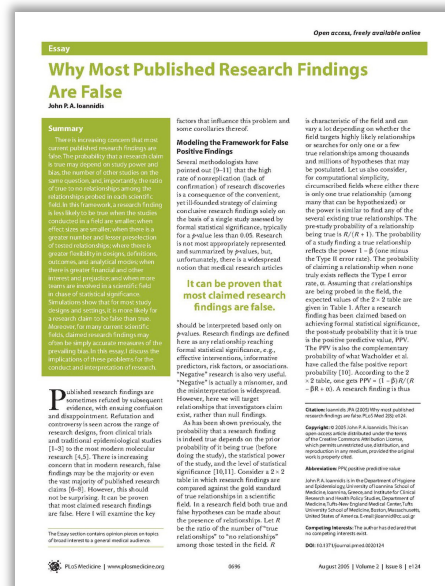 Open access, freely available online
Essay
Why Most Published Research Findings
Are False
John P. A. Ioannidis
Summary
There is increasing concern that most
current published research findings are
false. The probability that a research claim
is true may depend on study power and
bias, the number of other studies on the
same question, and, importantly, the ratio
of true to no relationships among the
relationships probed in each scientific
field. In this framework, a research finding
is less likely to be true when the studies
conducted in a field are smaller; when
effect sizes are smaller; when there is a
greater number and lesser preselection
of tested relationships; where there is
greater flexibility in designs, definitions,
outcomes, and analytical modes; when
there is greater financial and other
interest and prejudice; and when more
teams are involved in a scientific field
in chase of statistical significance.
Simulations show that for most study
designs and settings, it is more likely for
a research claim to be false than true.
Moreover, for many current scientific
fields, claimed research findings may
often be simply accurate measures of the
prevailing bias. In this essay, I discuss the
implications of these problems for the
conduct and interpretation of research.
Published research findings are
sometimes refuted by subsequent
evidence, with ensuing confusion
and disappointment. Refutation and
controversy is seen across the range of
research designs, from clinical trials
and traditional epidemiological studies
[1–3] to the most modern molecular
research [4,5]. There is increasing
concern that in modern research, false
findings may be the majority or even
the vast majority of published research
claims [6–8]. However, this should
not be surprising. It can be proven
that most claimed research findings
are false. Here I will examine the key
The Essay section contains opinion pieces on topics
of broad interest to a general medical audience.
factors that influence this problem and
some corollaries thereof.
Modeling the Framework for False
Positive Findings
Several methodologists have
pointed out [9–11] that the high
rate of nonreplication (lack of
confirmation) of research discoveries
is a consequence of the convenient,
yet ill-founded strategy of claiming
conclusive research findings solely on
the basis of a single study assessed by
formal statistical significance, typically
for a p-value less than 0.05. Research
is not most appropriately represented
and summarized by p-values, but,
unfortunately, there is a widespread
notion that medical research articles
It can be proven that
most claimed research
findings are false.
should be interpreted based only on
p-values. Research findings are defined
here as any relationship reaching
formal statistical significance, e.g.,
effective interventions, informative
predictors, risk factors, or associations.
“Negative” research is also very useful.
“Negative” is actually a misnomer, and
the misinterpretation is widespread.
However, here we will target
relationships that investigators claim
exist, rather than null findings.
As has been shown previously, the
probability that a research finding
is indeed true depends on the prior
probability of it being true (before
doing the study), the statistical power
of the study, and the level of statistical
significance [10,11]. Consider a 2 × 2
table in which research findings are
compared against the gold standard
of true relationships in a scientific
field. In a research field both true and
false hypotheses can be made about
the presence of relationships. Let R
be the ratio of the number of “true
relationships” to “no relationships”
among those tested in the field. R
is characteristic of the field and can
vary a lot depending on whether the
field targets highly likely relationships
or searches for only one or a few
true relationships among thousands
and millions of hypotheses that may
be postulated. Let us also consider,
for computational simplicity,
circumscribed fields where either there
is only one true relationship (among
many that can be hypothesized) or
the power is similar to find any of the
several existing true relationships. The
pre-study probability of a relationship
being true is R/(R + 1). The probability
of a study finding a true relationship
reflects the power 1 − β (one minus
the Type II error rate). The probability
of claiming a relationship when none
truly exists reflects the Type I error
rate, α. Assuming that c relationships
are being probed in the field, the
expected values of the 2 × 2 table are
given in Table 1. After a research
finding has been claimed based on
achieving formal statistical significance,
the post-study probability that it is true
is the positive predictive value, PPV.
The PPV is also the complementary
probability of what Wacholder et al.
have called the false positive report
probability [10]. According to the 2
× 2 table, one gets PPV = (1 − β)R/(R
− βR + α). A research finding is thus
Citation: Ioannidis JPA (2005) Why most published
research findings are false. PLoS Med 2(8): e124.
Copyright: © 2005 John P. A. Ioannidis. This is an
open-access article distributed under the terms
of the Creative Commons Attribution License,
which permits unrestricted use, distribution, and
reproduction in any medium, provided the original
work is properly cited.
Abbreviation: PPV, positive predictive value
John P. A. Ioannidis is in the Department of Hygiene
and Epidemiology, University of Ioannina School of
Medicine, Ioannina, Greece, and Institute for Clinical
Research and Health Policy Studies, Department of
Medicine, Tufts-New England Medical Center, Tufts
University School of Medicine, Boston, Massachusetts,
United States of America. E-mail: jioannid@cc.uoi.gr
Competing Interests: The author has declared that
no competing interests exist.
DOI: 10.1371/journal.pmed.0020124
PLoS Medicine | www.plosmedicine.org
0696
August 2005 | Volume 2 | Issue 8 | e124